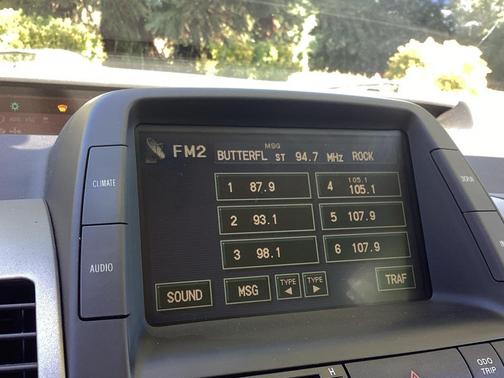 MSG
FM2 BUTTERFL ST 94.7 MHz ROCK
CLIMATE
AUDIO
1 87.9
2 93.1
3 98.1
4 105.1
105.1
5 107.9
6 107.9
SOUND
MSG
TYPE
TYPE
TRAF
H
ODO
TRIP